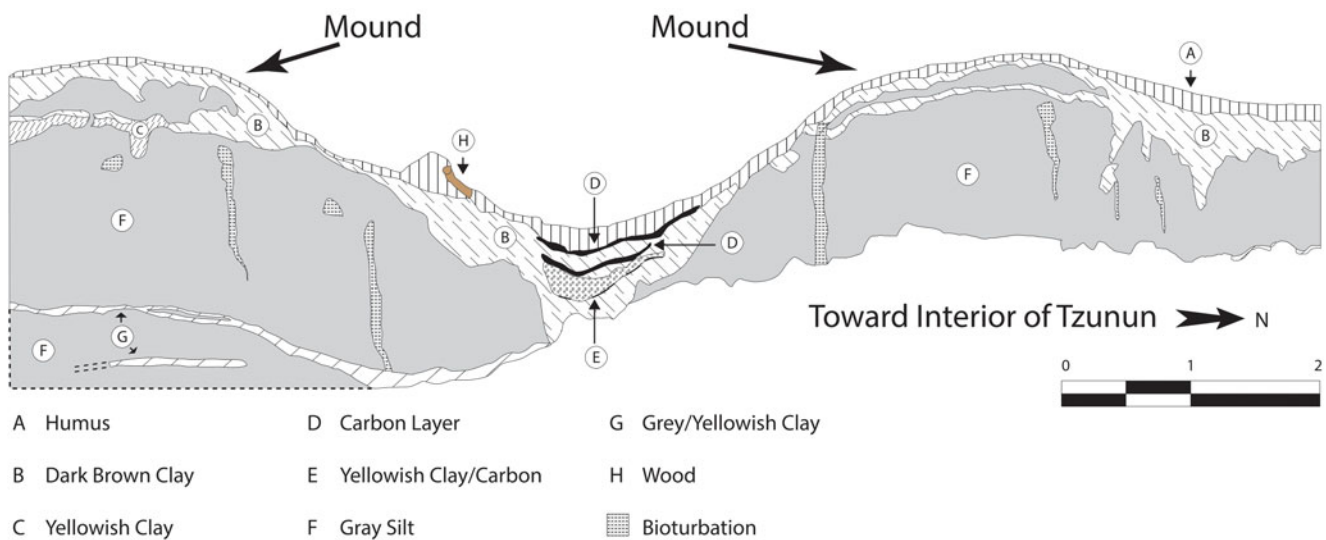 Mound
Mound
A
B
C
H
D
B
F
F
B
D
F
G
E
Toward Interior of Tzunun N
0 1 2
A Humus
D Carbon Layer
G Grey/Yellowish Clay
B Dark Brown Clay
E Yellowish Clay/Carbon
H Wood
C Yellowish Clay
F Gray Silt
Bioturbation